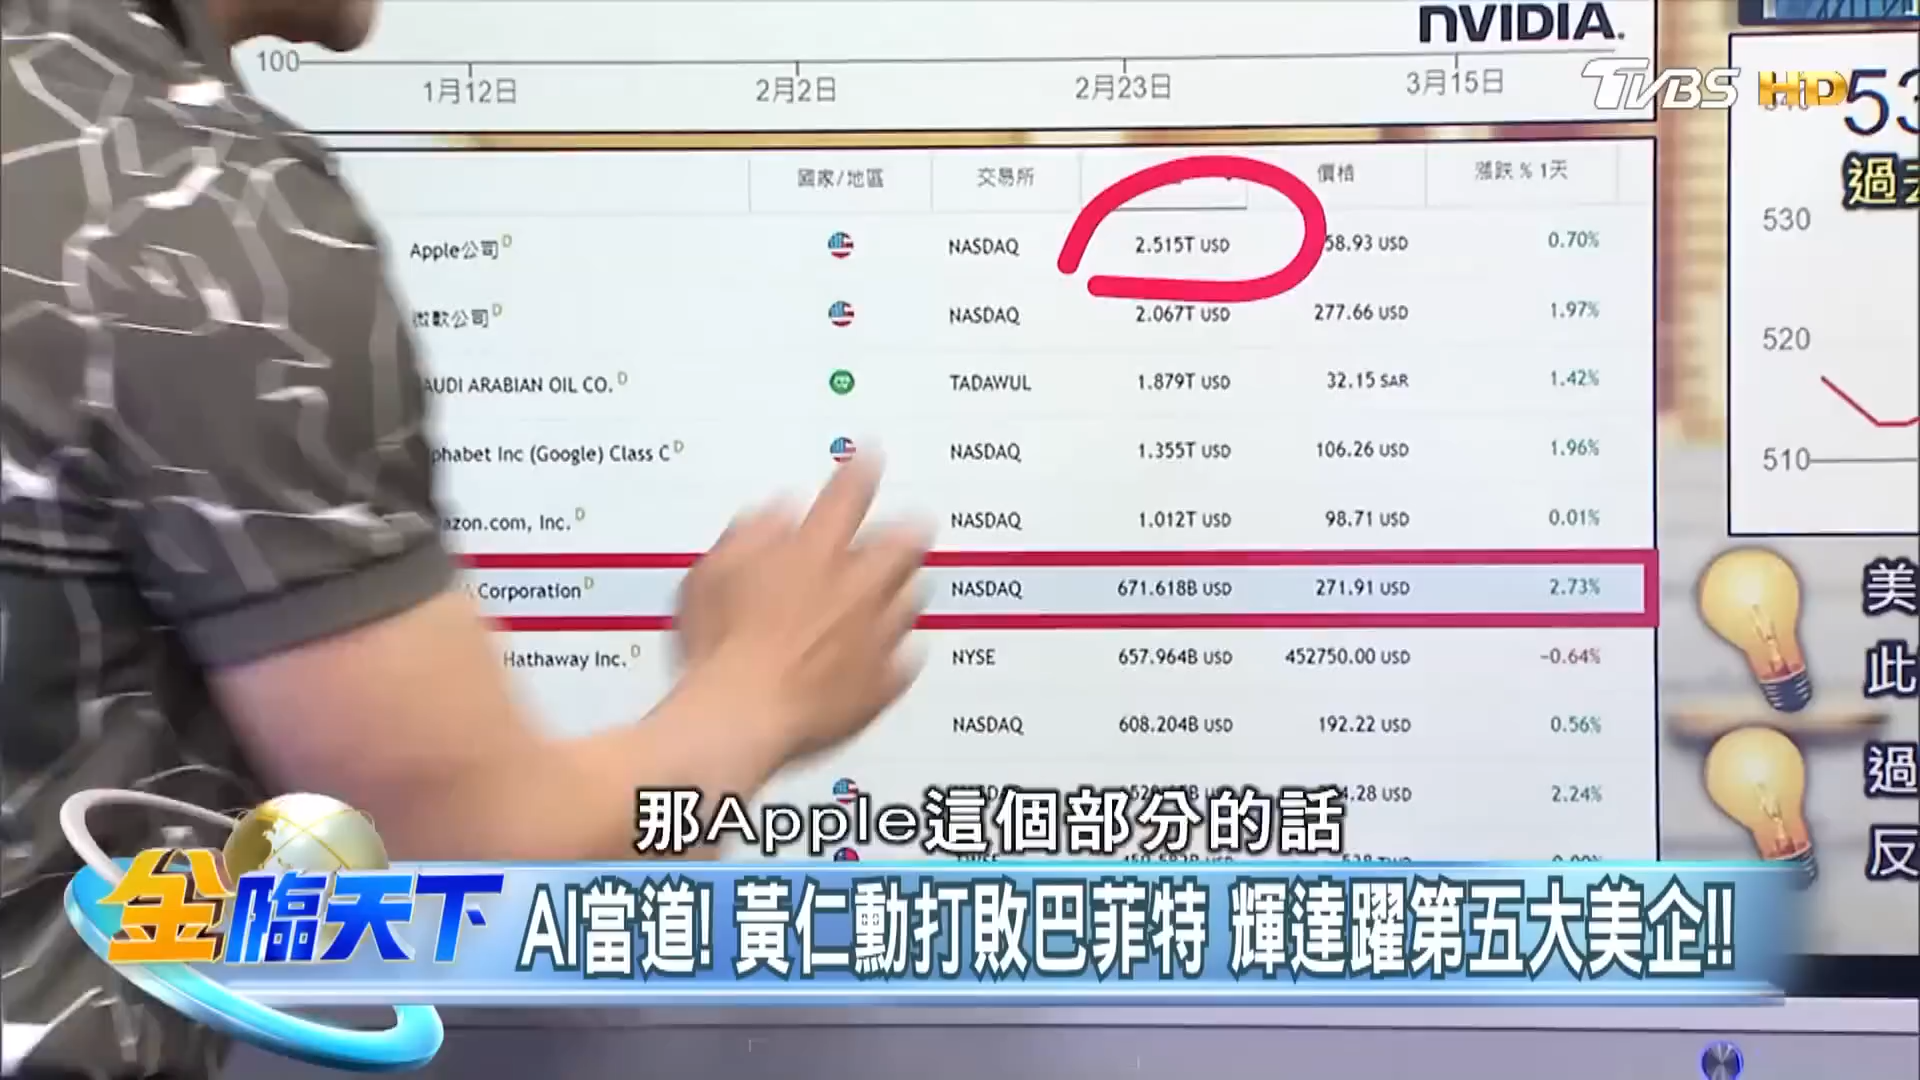 NVIDIA.
100
1月12日
2月2日
2月23日
3月15日
TVBS HD
國家/地區 交易所 價格 漲跌 % 1天
Apple公司 D NASDAQ 2.515T USD 58.93 USD 0.70%
微軟公司 D NASDAQ 2.067T USD 277.66 USD 1.97%
AUDI ARABIAN OIL CO. D TADAWUL 1.879T USD 32.15 SAR 1.42%
phabet Inc (Google) Class C D NASDAQ 1.355T USD 106.26 USD 1.96%
azon.com, Inc. D NASDAQ 1.012T USD 98.71 USD 0.01%
A Corporation D NASDAQ 671.618B USD 271.91 USD 2.73%
Hathaway Inc. D NYSE 657.964B USD 452750.00 USD -0.64%
NASDAQ 608.204B USD 192.22 USD 0.56%
4.28 USD 2.24%
53
過去
530
520
510
美
此
過
反
那Apple這個部分的話
金臨天下
AI當道! 黃仁勳打敗巴菲特 輝達躍第五大美企!!